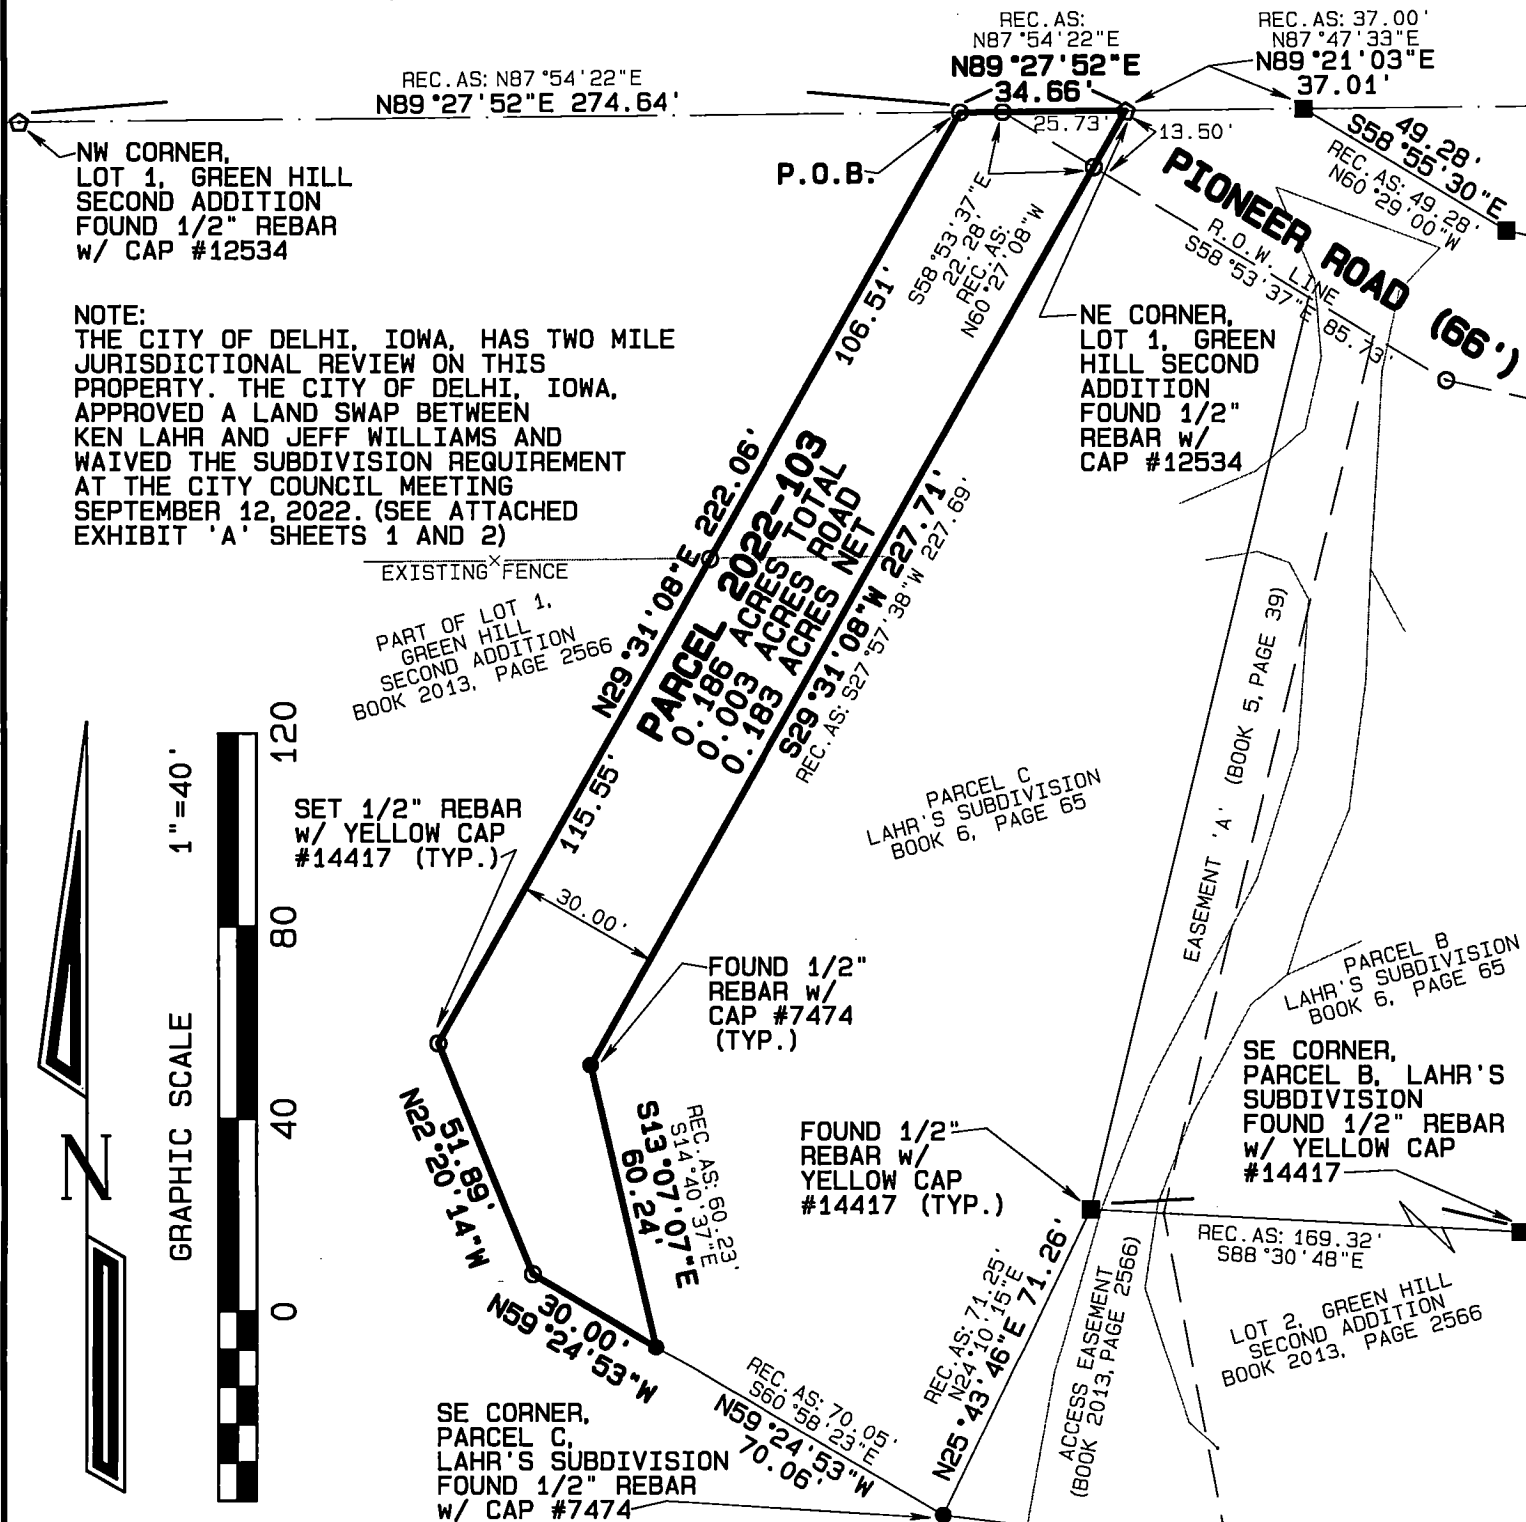 REC. AS:
N87°54'22"E
N89°27'52"E
34.66'
25.73'
REC. AS: 37.00'
N87°47'33"E
N89°21'03"E
37.01'
REC. AS: N87°54'22"E
N89°27'52"E 274.64'
13.50'
49.28'
S58°55'30"E
REC. AS: 49.28'
N60°29'00"W
NW CORNER,
LOT 1, GREEN HILL
SECOND ADDITION
FOUND 1/2" REBAR
w/ CAP #12534
P.O.B.
PIONEER ROAD (66')
R.O.W. LINE
S58°53'37"E 85.73'
S58°53'37"E
22.28'
REC. AS:
N60°27'08"W
106.51'
NOTE:
THE CITY OF DELHI, IOWA, HAS TWO MILE
JURISDICTIONAL REVIEW ON THIS
PROPERTY. THE CITY OF DELHI, IOWA,
APPROVED A LAND SWAP BETWEEN
KEN LAHR AND JEFF WILLIAMS AND
WAIVED THE SUBDIVISION REQUIREMENT
AT THE CITY COUNCIL MEETING
SEPTEMBER 12, 2022. (SEE ATTACHED
EXHIBIT 'A' SHEETS 1 AND 2)
NE CORNER,
LOT 1, GREEN
HILL SECOND
ADDITION
FOUND 1/2"
REBAR w/
CAP #12534
EXISTING FENCE
N29°31'08"E 222.06'
PARCEL 2022-103
0.186 ACRES TOTAL
0.003 ACRES ROAD
0.183 ACRES NET
S29°31'08"W 227.71'
REC. AS: S27°57'38"W 227.69'
PART OF LOT 1,
GREEN HILL
SECOND ADDITION
BOOK 2013, PAGE 2566
115.55'
30.00'
SET 1/2" REBAR
w/ YELLOW CAP
#14417 (TYP.)
PARCEL C
LAHR'S SUBDIVISION
BOOK 6, PAGE 65
EASEMENT 'A' (BOOK 5, PAGE 39)
1"=40'
GRAPHIC SCALE
120
80
40
0
N
FOUND 1/2"
REBAR w/
CAP #7474
(TYP.)
PARCEL B
LAHR'S SUBDIVISION
BOOK 6, PAGE 65
SE CORNER,
PARCEL B, LAHR'S
SUBDIVISION
FOUND 1/2" REBAR
w/ YELLOW CAP
#14417
51.89'
N22°20'14"W
REC. AS: 60.23'
S14°40'37"E
S13°07'07"E
60.24'
FOUND 1/2"
REBAR w/
YELLOW CAP
#14417 (TYP.)
REC. AS: 169.32'
S88°30'48"E
30.00'
N59°24'53"W
REC. AS: 71.25'
N24°10'15"E
N25°43'46"E 71.26'
ACCESS EASEMENT
(BOOK 2013, PAGE 2566)
LOT 2, GREEN HILL
SECOND ADDITION
BOOK 2013, PAGE 2566
REC. AS: 70.05'
S60°58'23"E
N59°24'53"W
70.06'
SE CORNER,
PARCEL C,
LAHR'S SUBDIVISION
FOUND 1/2" REBAR
w/ CAP #7474